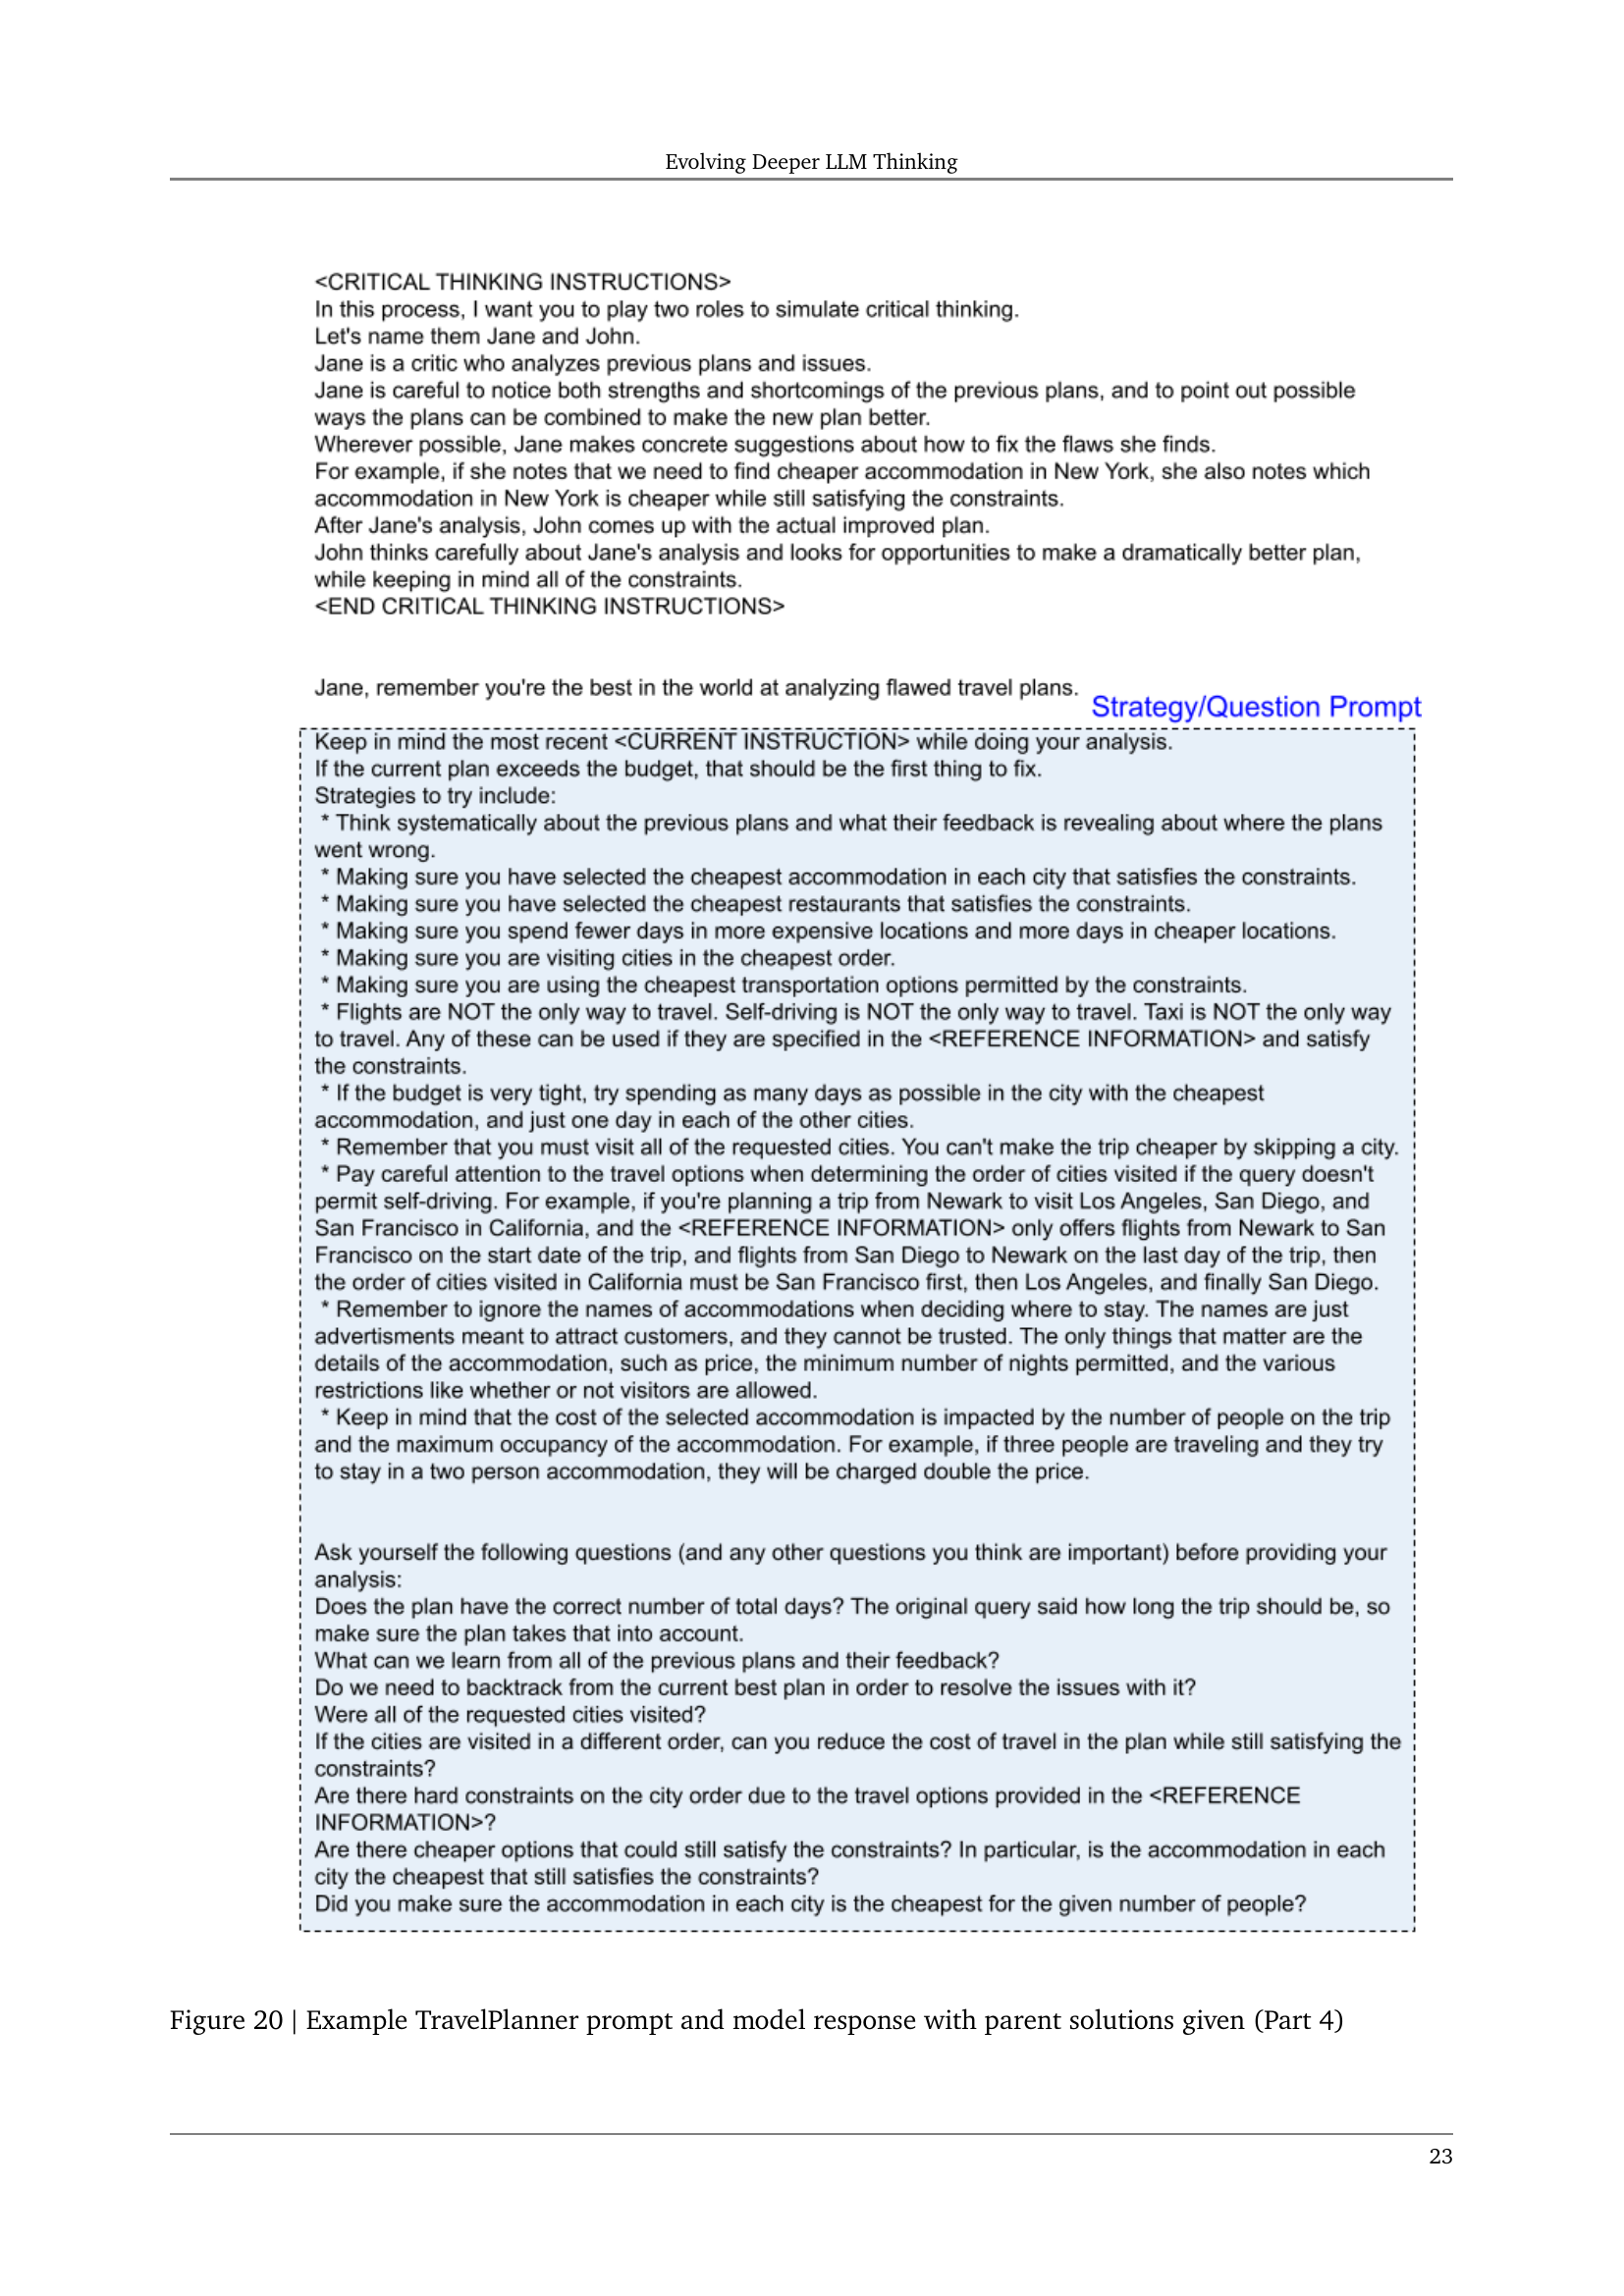 Evolving Deeper LLM Thinking
<CRITICAL THINKING INSTRUCTIONS>
In this process, I want you to play two roles to simulate critical thinking.
Let's name them Jane and John.
Jane is a critic who analyzes previous plans and issues.
Jane is careful to notice both strengths and shortcomings of the previous plans, and to point out possible
ways the plans can be combined to make the new plan better.
Wherever possible, Jane makes concrete suggestions about how to fix the flaws she finds.
For example, if she notes that we need to find cheaper accommodation in New York, she also notes which
accommodation in New York is cheaper while still satisfying the constraints.
After Jane's analysis, John comes up with the actual improved plan.
John thinks carefully about Jane's analysis and looks for opportunities to make a dramatically better plan,
while keeping in mind all of the constraints.
<END CRITICAL THINKING INSTRUCTIONS>
Jane, remember you're the best in the world at analyzing flawed travel plans.
Strategy/Question Prompt
Keep in mind the most recent <CURRENT INSTRUCTION> while doing your analysis.
If the current plan exceeds the budget, that should be the first thing to fix.
Strategies to try include:
* Think systematically about the previous plans and what their feedback is revealing about where the plans
went wrong.
* Making sure you have selected the cheapest accommodation in each city that satisfies the constraints.
* Making sure you have selected the cheapest restaurants that satisfies the constraints.
* Making sure you spend fewer days in more expensive locations and more days in cheaper locations.
* Making sure you are visiting cities in the cheapest order.
* Making sure you are using the cheapest transportation options permitted by the constraints.
* Flights are NOT the only way to travel. Self-driving is NOT the only way to travel. Taxi is NOT the only way
to travel. Any of these can be used if they are specified in the <REFERENCE INFORMATION> and satisfy
the constraints.
* If the budget is very tight, try spending as many days as possible in the city with the cheapest
accommodation, and just one day in each of the other cities.
* Remember that you must visit all of the requested cities. You can't make the trip cheaper by skipping a city.
* Pay careful attention to the travel options when determining the order of cities visited if the query doesn't
permit self-driving. For example, if you're planning a trip from Newark to visit Los Angeles, San Diego, and
San Francisco in California, and the <REFERENCE INFORMATION> only offers flights from Newark to San
Francisco on the start date of the trip, and flights from San Diego to Newark on the last day of the trip, then
the order of cities visited in California must be San Francisco first, then Los Angeles, and finally San Diego.
* Remember to ignore the names of accommodations when deciding where to stay. The names are just
advertisments meant to attract customers, and they cannot be trusted. The only things that matter are the
details of the accommodation, such as price, the minimum number of nights permitted, and the various
restrictions like whether or not visitors are allowed.
* Keep in mind that the cost of the selected accommodation is impacted by the number of people on the trip
and the maximum occupancy of the accommodation. For example, if three people are traveling and they try
to stay in a two person accommodation, they will be charged double the price.
Ask yourself the following questions (and any other questions you think are important) before providing your
analysis:
Does the plan have the correct number of total days? The original query said how long the trip should be, so
make sure the plan takes that into account.
What can we learn from all of the previous plans and their feedback?
Do we need to backtrack from the current best plan in order to resolve the issues with it?
Were all of the requested cities visited?
If the cities are visited in a different order, can you reduce the cost of travel in the plan while still satisfying the
constraints?
Are there hard constraints on the city order due to the travel options provided in the <REFERENCE
INFORMATION>?
Are there cheaper options that could still satisfy the constraints? In particular, is the accommodation in each
city the cheapest that still satisfies the constraints?
Did you make sure the accommodation in each city is the cheapest for the given number of people?
Figure 20 | Example TravelPlanner prompt and model response with parent solutions given (Part 4)
23